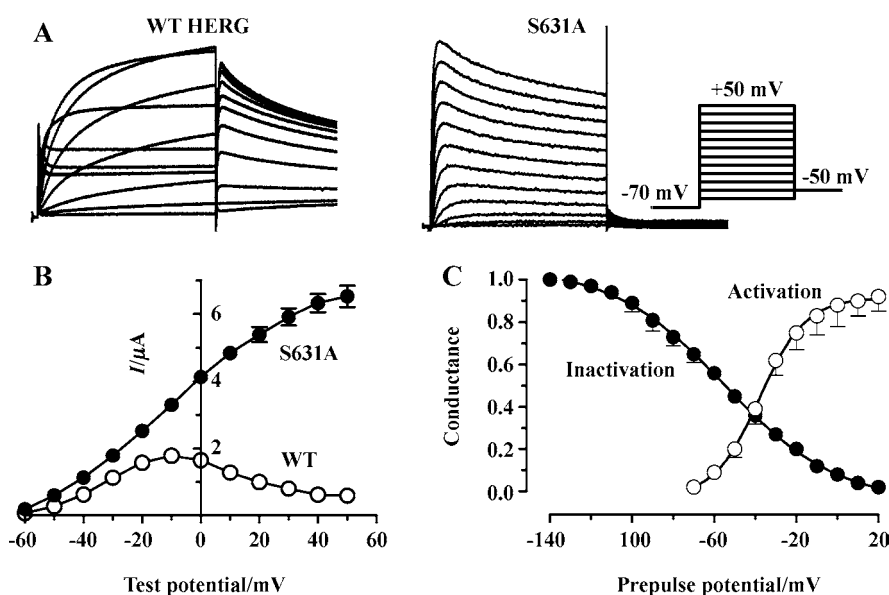 A
WT HERG
S631A
+50 mV
-70 mV
-50 mV
B
I/µA
6
4
2
S631A
WT
-60 -40 -20 0 20 40 60
Test potential/mV
C
Conductance
1.0
0.8
0.6
0.4
0.2
0.0
Activation
Inactivation
-140 100 -60 -20 20
Prepulse potential/mV